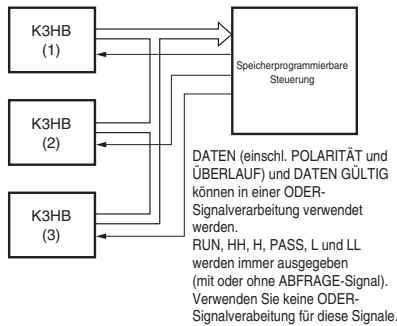 K3HB
(1)
K3HB
(2)
K3HB
(3)
Speicherprogrammierbare
Steuerung
DATEN (einschl. POLARITÄT und
ÜBERLAUF) und DATEN GÜLTIG
können in einer ODER-
Signalverarbeitung verwendet
werden.
RUN, HH, H, PASS, L und LL
werden immer ausgegeben
(mit oder ohne ABFRAGE-Signal).
Verwenden Sie keine ODER-
Signalverabeitung für diese Signale.